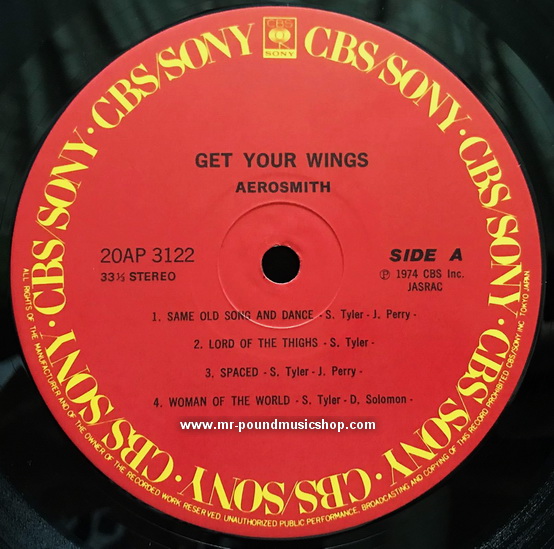 CBS
SONY
CBS/SONY · CBS/SONY · CBS/SONY · CBS/SONY · CBS/SONY · CBS/SONY · CBS/SONY · CBS/SONY
GET YOUR WINGS
AEROSMITH
20AP 3122
33⅓ STEREO
SIDE A
Ⓟ 1974 CBS Inc.
JASRAC
1. SAME OLD SONG AND DANCE - S. Tyler - J. Perry -
2. LORD OF THE THIGHS - S. Tyler -
3. SPACED - S. Tyler - J. Perry -
4. WOMAN OF THE WORLD - S. Tyler - D. Solomon -
www.mr-poundmusicshop.com
ALL RIGHTS OF THE MANUFACTURER AND OF THE OWNER OF THE RECORDED WORK RESERVED. UNAUTHORIZED PUBLIC PERFORMANCE, BROADCASTING AND COPYING OF THIS RECORD PROHIBITED CBS/SONY INC. TOKYO JAPAN